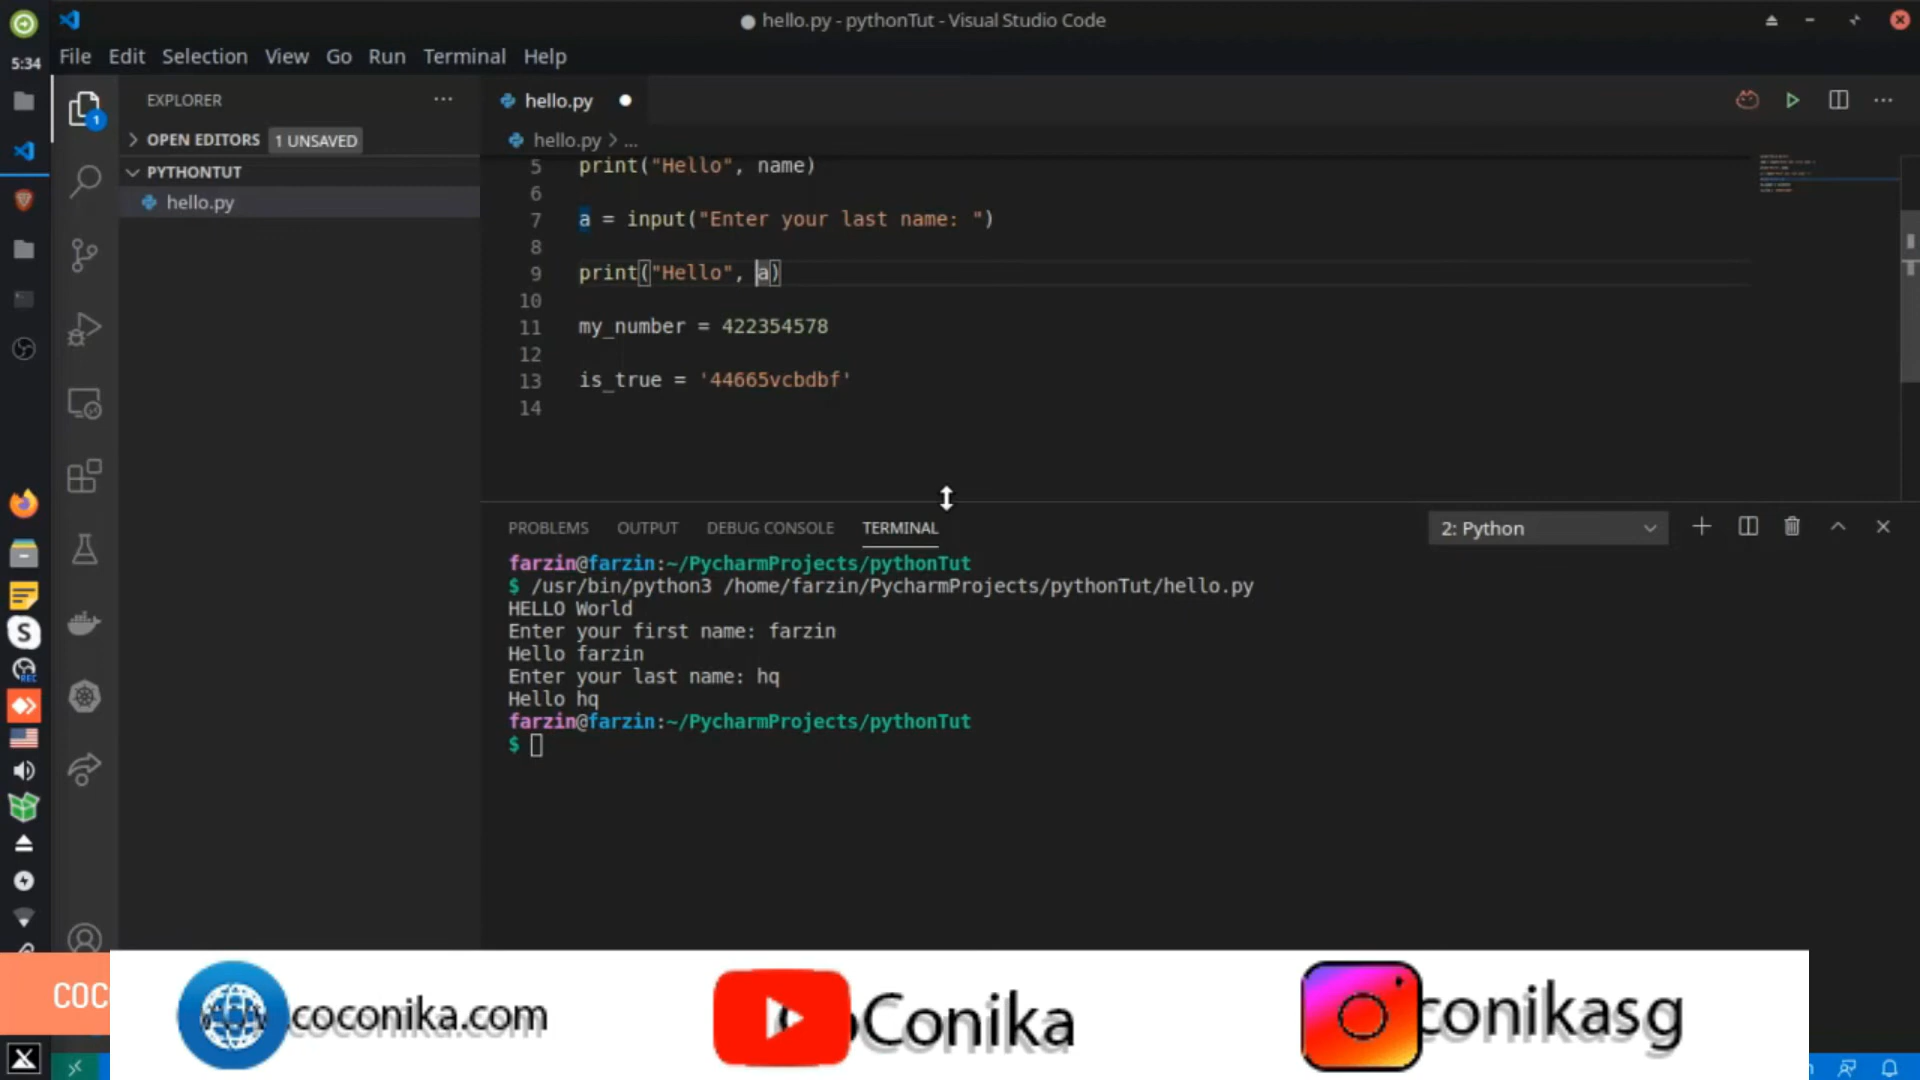 hello.py - pythonTut - Visual Studio Code
5:34
File Edit Selection View Go Run Terminal Help
EXPLORER
1
OPEN EDITORS 1 UNSAVED
PYTHONTUT
hello.py
hello.py
hello.py > ...
5 print("Hello", name)
6
7 a = input("Enter your last name: ")
8
9 print("Hello", a)
10
11 my_number = 422354578
12
13 is_true = '44665vcbdbf'
14
PROBLEMS OUTPUT DEBUG CONSOLE TERMINAL
2: Python
farzin@farzin:~/PycharmProjects/pythonTut
$ /usr/bin/python3 /home/farzin/PycharmProjects/pythonTut/hello.py
HELLO World
Enter your first name: farzin
Hello farzin
Enter your last name: hq
Hello hq
farzin@farzin:~/PycharmProjects/pythonTut
$
REC
COC
coconika.com
oConika
conikasg